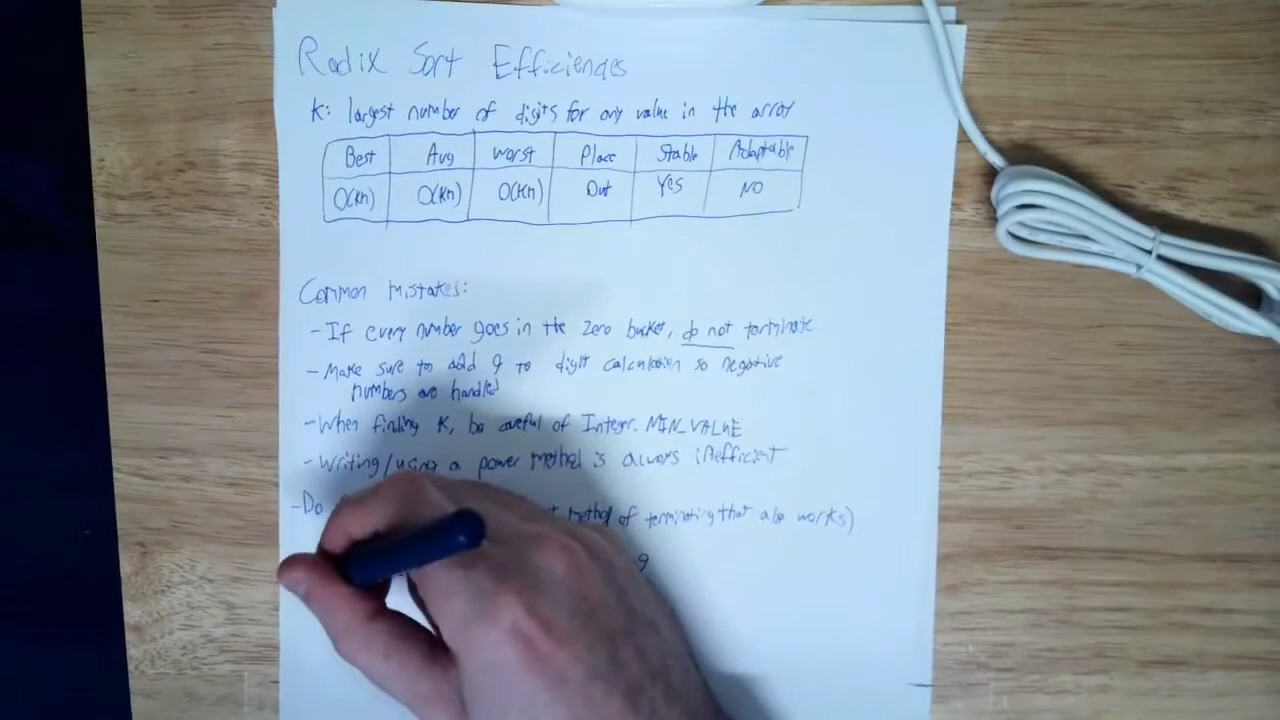 Radix Sort Efficiencies
K: largest number of digits for any value in the array
Best Avg worst Place Stable Adaptable
O(kn) O(kn) O(kn) Out Yes NO
Common Mistakes:
- If every number goes in the zero bucket, do not terminate
- Make sure to add 9 to digit calculation so negative
numbers are handled
- When finding K, be careful of Integer. MIN_VALUE
- Writing/using a power method is always inefficient
- Do method of terminating that also works)
9